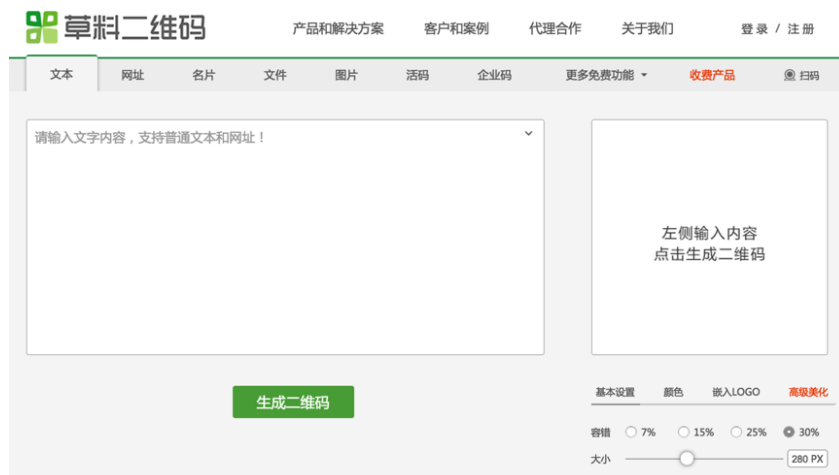 草料二维码
产品和解决方案 客户和案例 代理合作 关于我们 登录 / 注册
文本 网址 名片 文件 图片 活码 企业码 更多免费功能 收费产品 扫码
请输入文字内容，支持普通文本和网址！
左侧输入内容
点击生成二维码
生成二维码
基本设置 颜色 嵌入LOGO 高级美化
容错 7% 15% 25% 30%
大小 280 PX